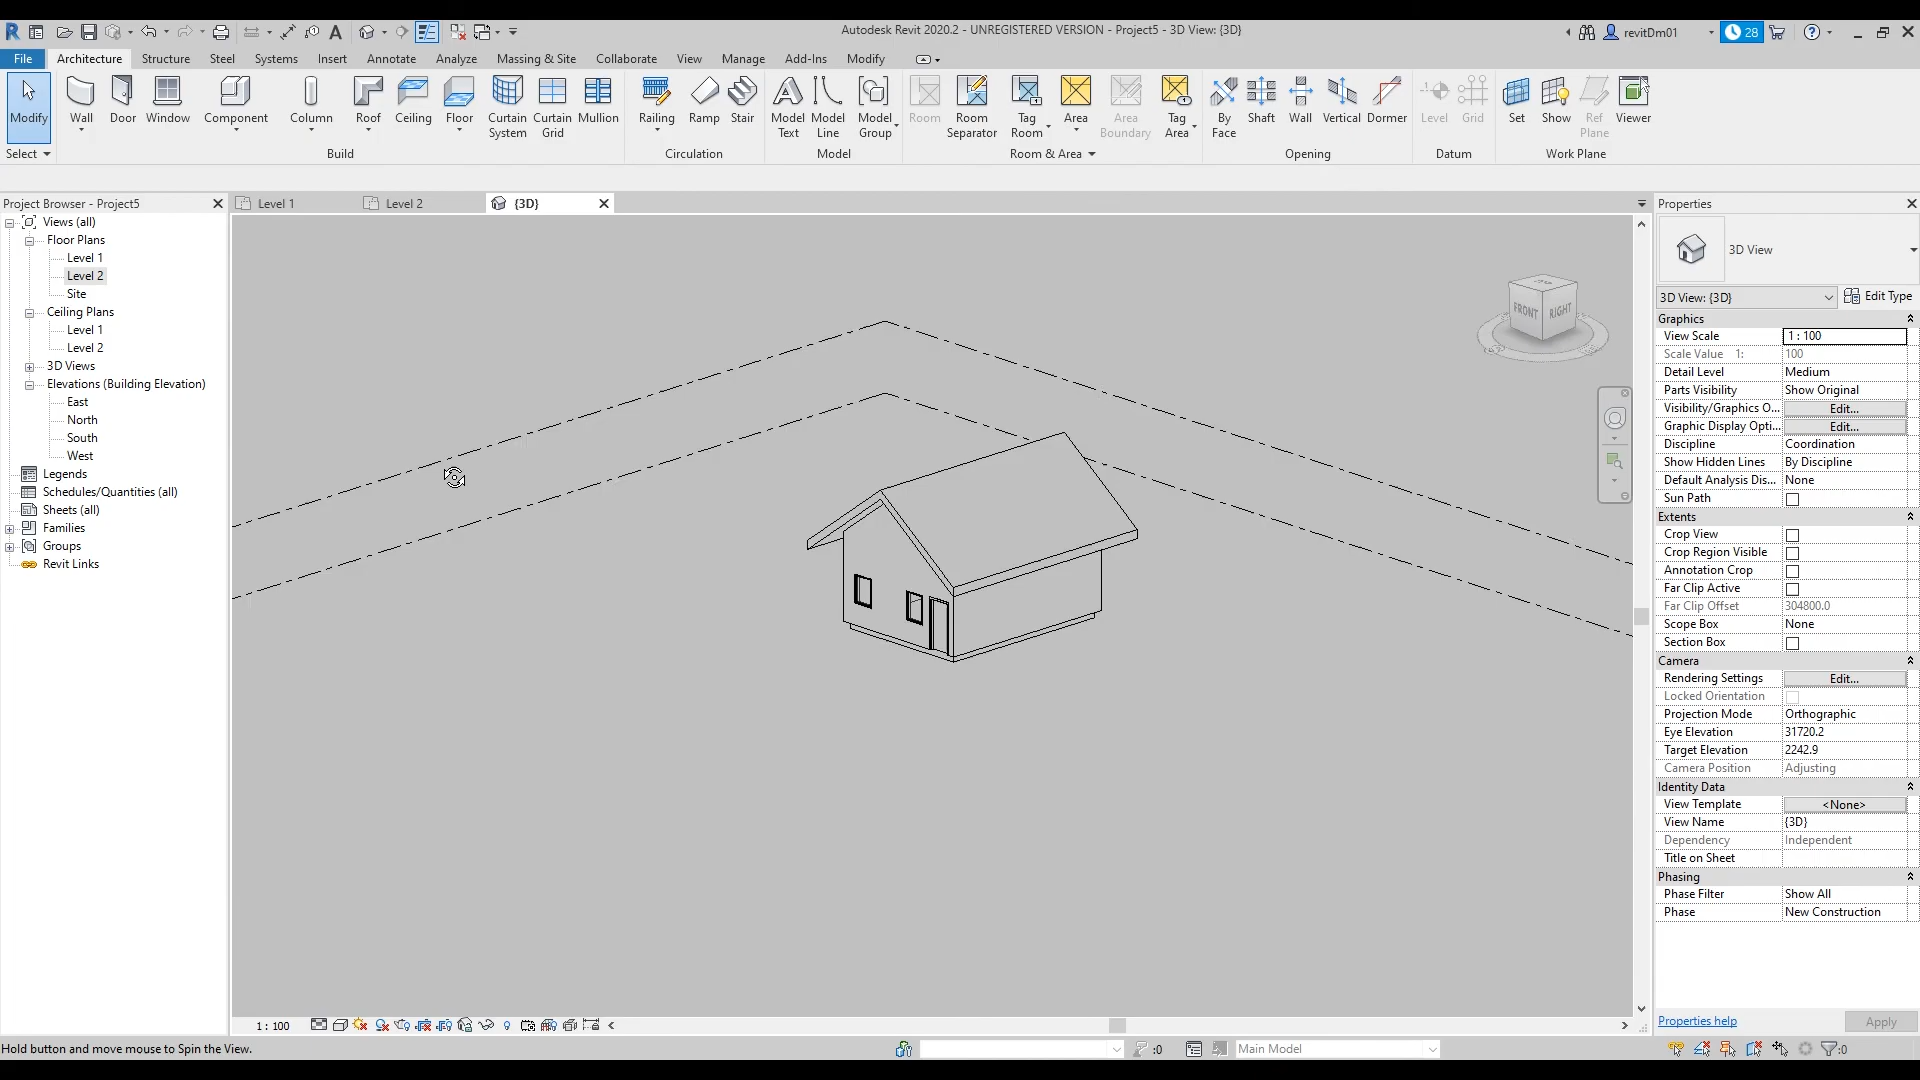 Autodesk Revit 2020.2 - UNREGISTERED VERSION - Project5 - 3D View: {3D}
revitDm01
28
File Architecture Structure Steel Systems Insert Annotate Analyze Massing & Site Collaborate View Manage Add-Ins Modify
Modify
Wall
Door
Window
Component
Column
Roof
Ceiling
Floor
Curtain System
Curtain Grid
Mullion
Railing
Ramp
Stair
Model Text
Model Line
Model Group
Room
Room Separator
Tag Room
Area
Area Boundary
Tag Area
By Face
Shaft
Wall
Vertical
Dormer
Level
Grid
Set
Show
Ref Plane
Viewer
Select Build Circulation Model Room & Area Opening Datum Work Plane
Project Browser - Project5
Views (all)
Floor Plans
Level 1
Level 2
Site
Ceiling Plans
Level 1
Level 2
3D Views
Elevations (Building Elevation)
East
North
South
West
Legends
Schedules/Quantities (all)
Sheets (all)
Families
Groups
Revit Links
Level 1
Level 2
{3D}
FRONT
RIGHT
Properties
3D View
3D View: {3D}
Edit Type
Graphics
View Scale 1 : 100
Scale Value 1: 100
Detail Level Medium
Parts Visibility Show Original
Visibility/Graphics O... Edit...
Graphic Display Opti... Edit...
Discipline Coordination
Show Hidden Lines By Discipline
Default Analysis Dis... None
Sun Path
Extents
Crop View
Crop Region Visible
Annotation Crop
Far Clip Active
Far Clip Offset 304800.0
Scope Box None
Section Box
Camera
Rendering Settings Edit...
Locked Orientation
Projection Mode Orthographic
Eye Elevation 31720.2
Target Elevation 2242.9
Camera Position Adjusting
Identity Data
View Template <None>
View Name {3D}
Dependency Independent
Title on Sheet
Phasing
Phase Filter Show All
Phase New Construction
Properties help
Apply
1 : 100
Hold button and move mouse to Spin the View.
:0
Main Model
:0